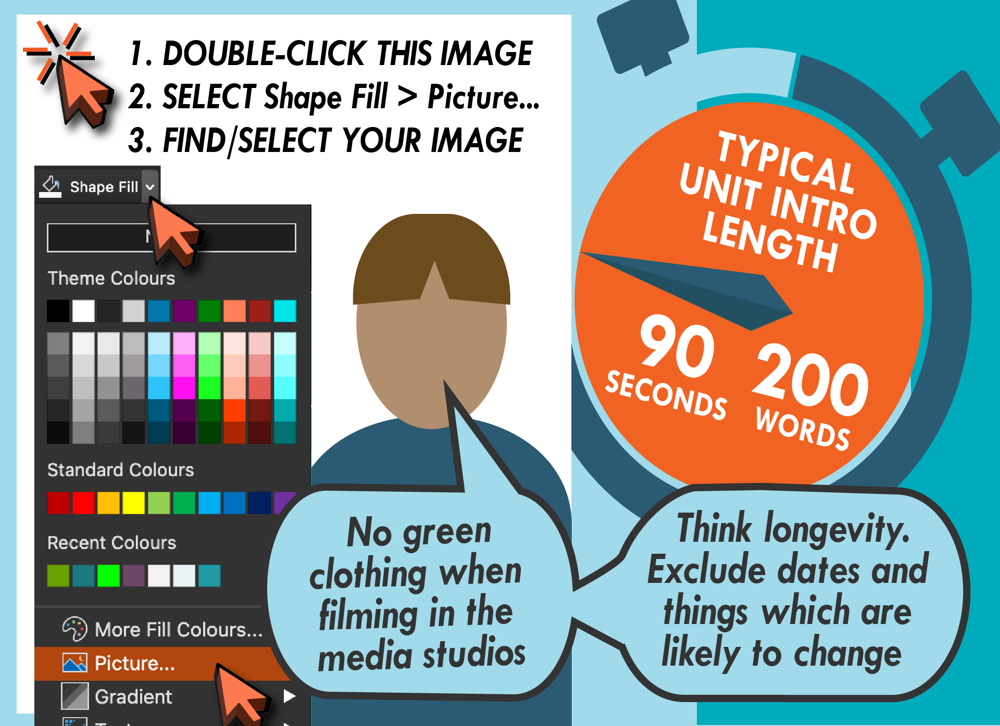 1. DOUBLE-CLICK THIS IMAGE
2. SELECT Shape Fill > Picture...
3. FIND/SELECT YOUR IMAGE
Shape Fill
Theme Colours
Standard Colours
Recent Colours
More Fill Colours...
Picture...
Gradient
TYPICAL
UNIT INTRO
LENGTH
90
SECONDS
200
WORDS
No green
clothing when
filming in the
media studios
Think longevity.
Exclude dates and
things which are
likely to change